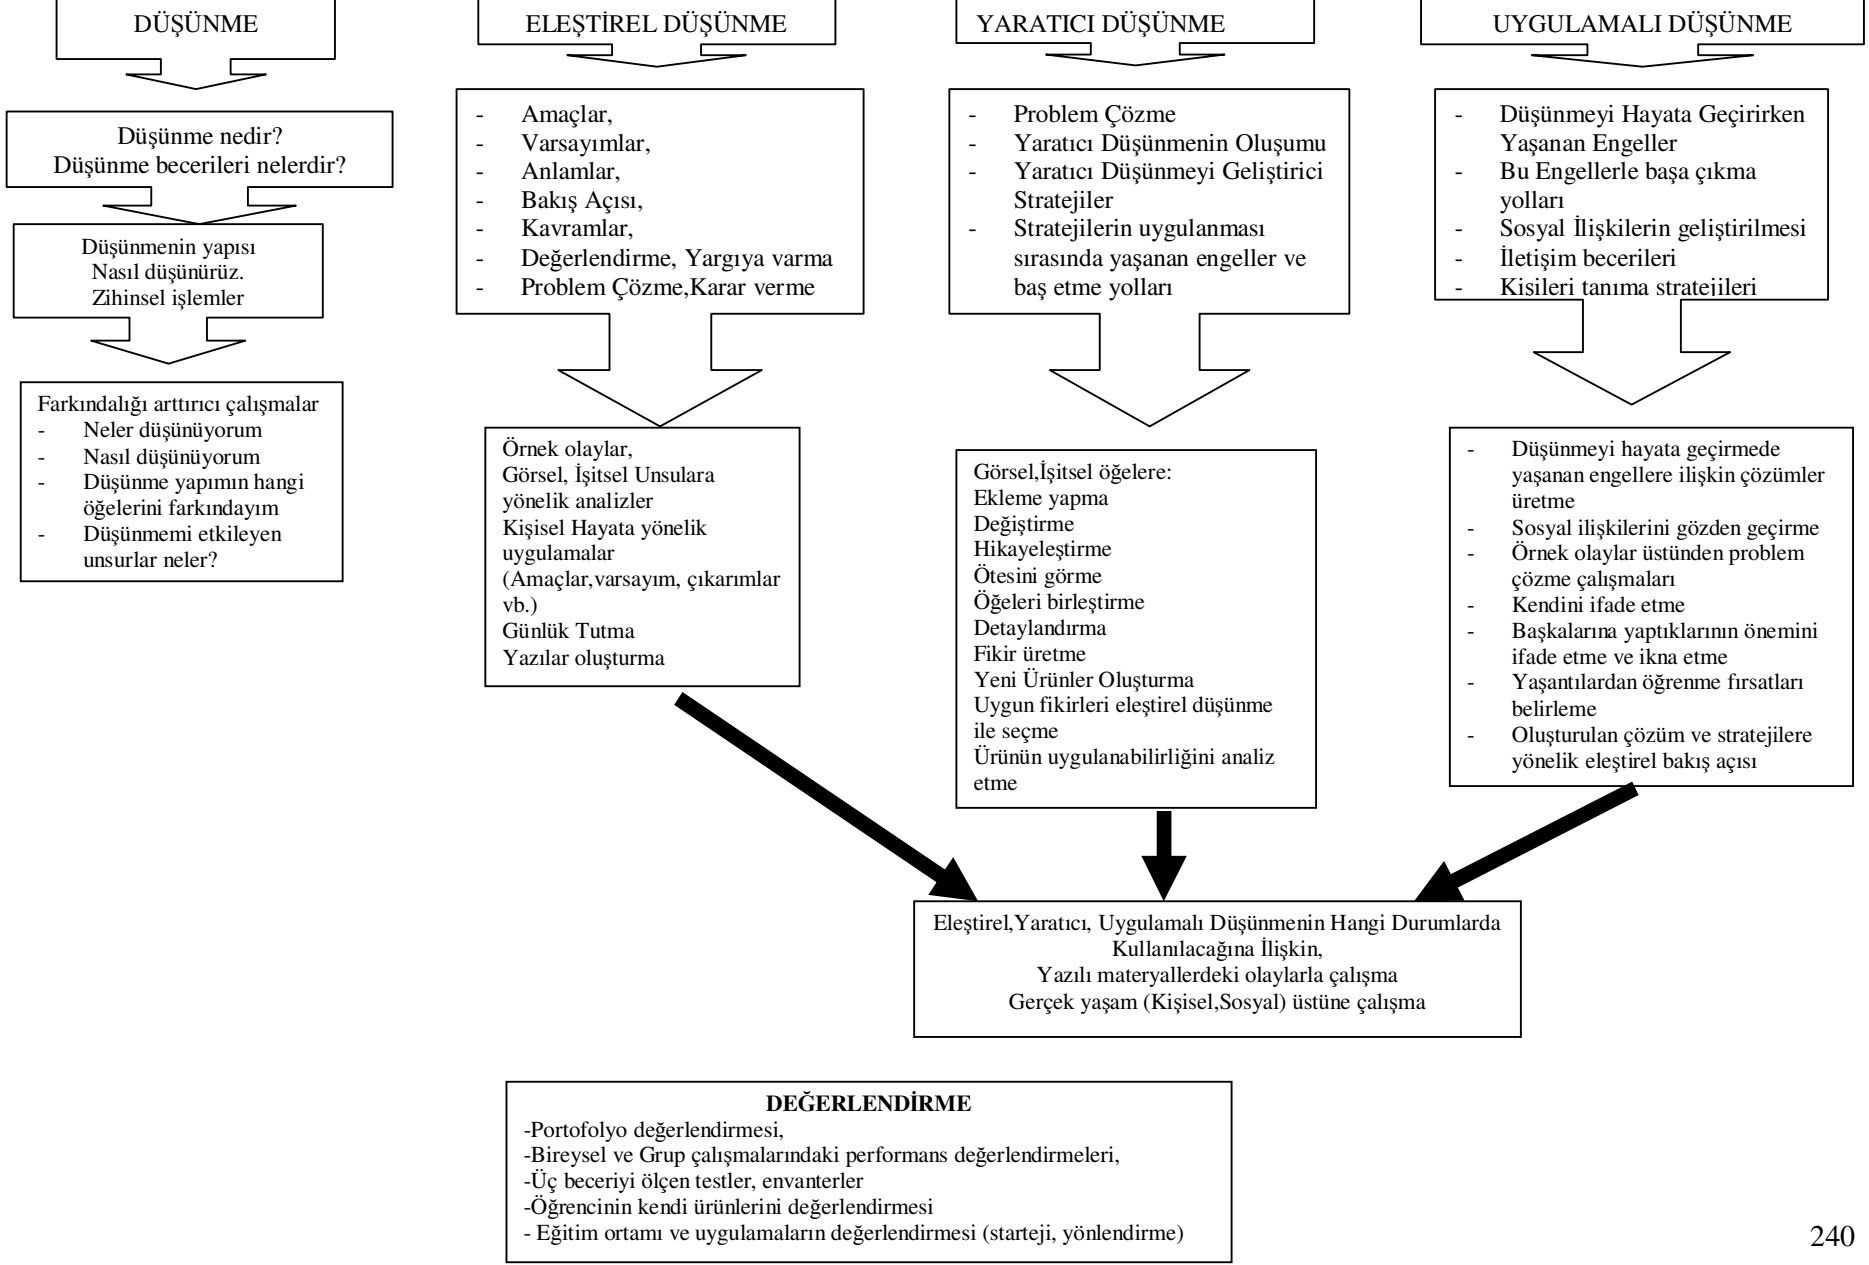 DÜŞÜNME
Düşünme nedir?
Düşünme becerileri nelerdir?
Düşünmenin yapısı
Nasıl düşünürüz.
Zihinsel işlemler
Farkındalığı arttırıcı çalışmalar
- Neler düşünüyorum
- Nasıl düşünüyorum
- Düşünme yapımın hangi
öğelerini farkındayım
- Düşünmemi etkileyen
unsurlar neler?
ELEŞTİREL DÜŞÜNME
- Amaçlar,
- Varsayımlar,
- Anlamlar,
- Bakış Açısı,
- Kavramlar,
- Değerlendirme, Yargıya varma
- Problem Çözme,Karar verme
Örnek olaylar,
Görsel, İşitsel Unsulara
yönelik analizler
Kişisel Hayata yönelik
uygulamalar
(Amaçlar,varsayım, çıkarımlar
vb.)
Günlük Tutma
Yazılar oluşturma
YARATICI DÜŞÜNME
- Problem Çözme
- Yaratıcı Düşünmenin Oluşumu
- Yaratıcı Düşünmeyi Geliştirici
Stratejiler
- Stratejilerin uygulanması
sırasında yaşanan engeller ve
baş etme yolları
Görsel,İşitsel öğelere:
Ekleme yapma
Değiştirme
Hikayeleştirme
Ötesini görme
Öğeleri birleştirme
Detaylandırma
Fikir üretme
Yeni Ürünler Oluşturma
Uygun fikirleri eleştirel düşünme
ile seçme
Ürünün uygulanabilirliğini analiz
etme
UYGULAMALI DÜŞÜNME
- Düşünmeyi Hayata Geçirirken
Yaşanan Engeller
- Bu Engellerle başa çıkma
yolları
- Sosyal İlişkilerin geliştirilmesi
- İletişim becerileri
- Kişileri tanıma stratejileri
- Düşünmeyi hayata geçirmede
yaşanan engellere ilişkin çözümler
üretme
- Sosyal ilişkilerini gözden geçirme
- Örnek olaylar üstünden problem
çözme çalışmaları
- Kendini ifade etme
- Başkalarına yaptıklarının önemini
ifade etme ve ikna etme
- Yaşantılardan öğrenme fırsatları
belirleme
- Oluşturulan çözüm ve stratejilere
yönelik eleştirel bakış açısı
Eleştirel,Yaratıcı, Uygulamalı Düşünmenin Hangi Durumlarda
Kullanılacağına İlişkin,
Yazılı materyallerdeki olaylarla çalışma
Gerçek yaşam (Kişisel,Sosyal) üstüne çalışma
DEĞERLENDİRME
-Portofolyo değerlendirmesi,
-Bireysel ve Grup çalışmalarındaki performans değerlendirmeleri,
-Üç beceriyi ölçen testler, envanterler
-Öğrencinin kendi ürünlerini değerlendirmesi
- Eğitim ortamı ve uygulamaların değerlendirmesi (starteji, yönlendirme)
240